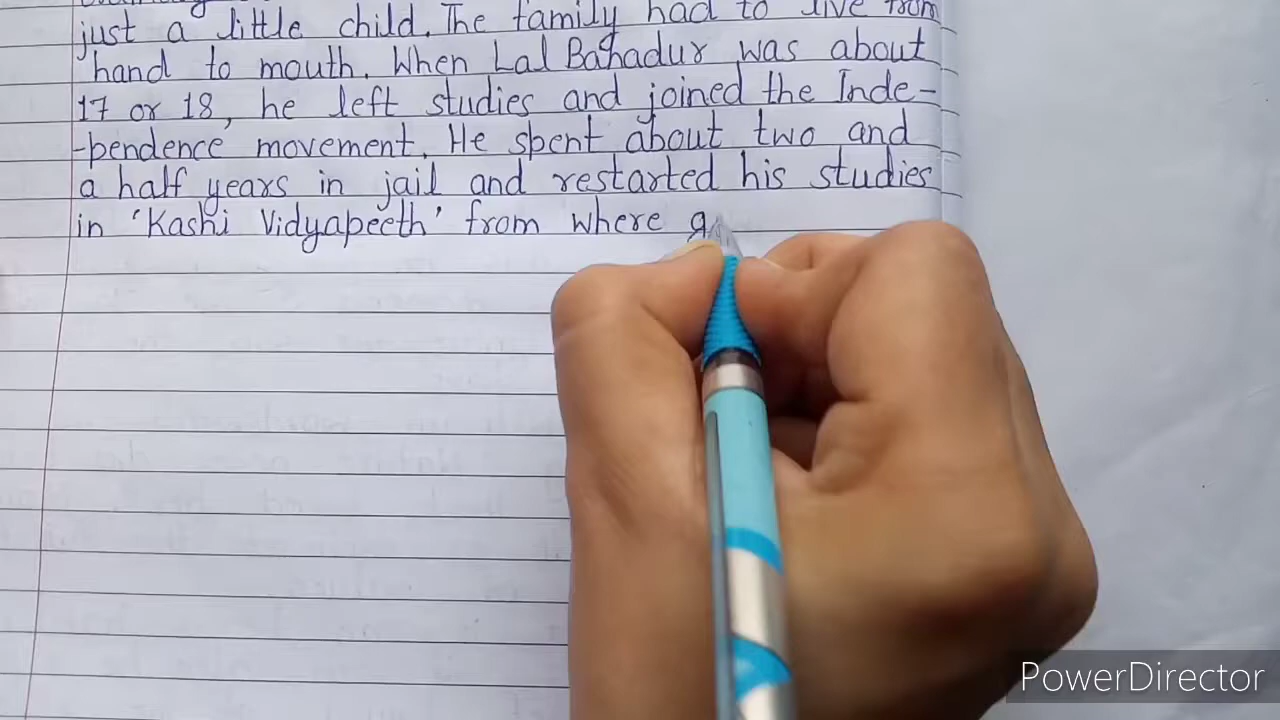 just a little child. The family had to live from
hand to mouth. When Lal Bahadur was about
17 or 18, he left studies and joined the Inde-
-pendence movement. He spent about two and
a half years in jail and restarted his studies
in 'Kashi Vidyapeeth' from where g
PowerDirector